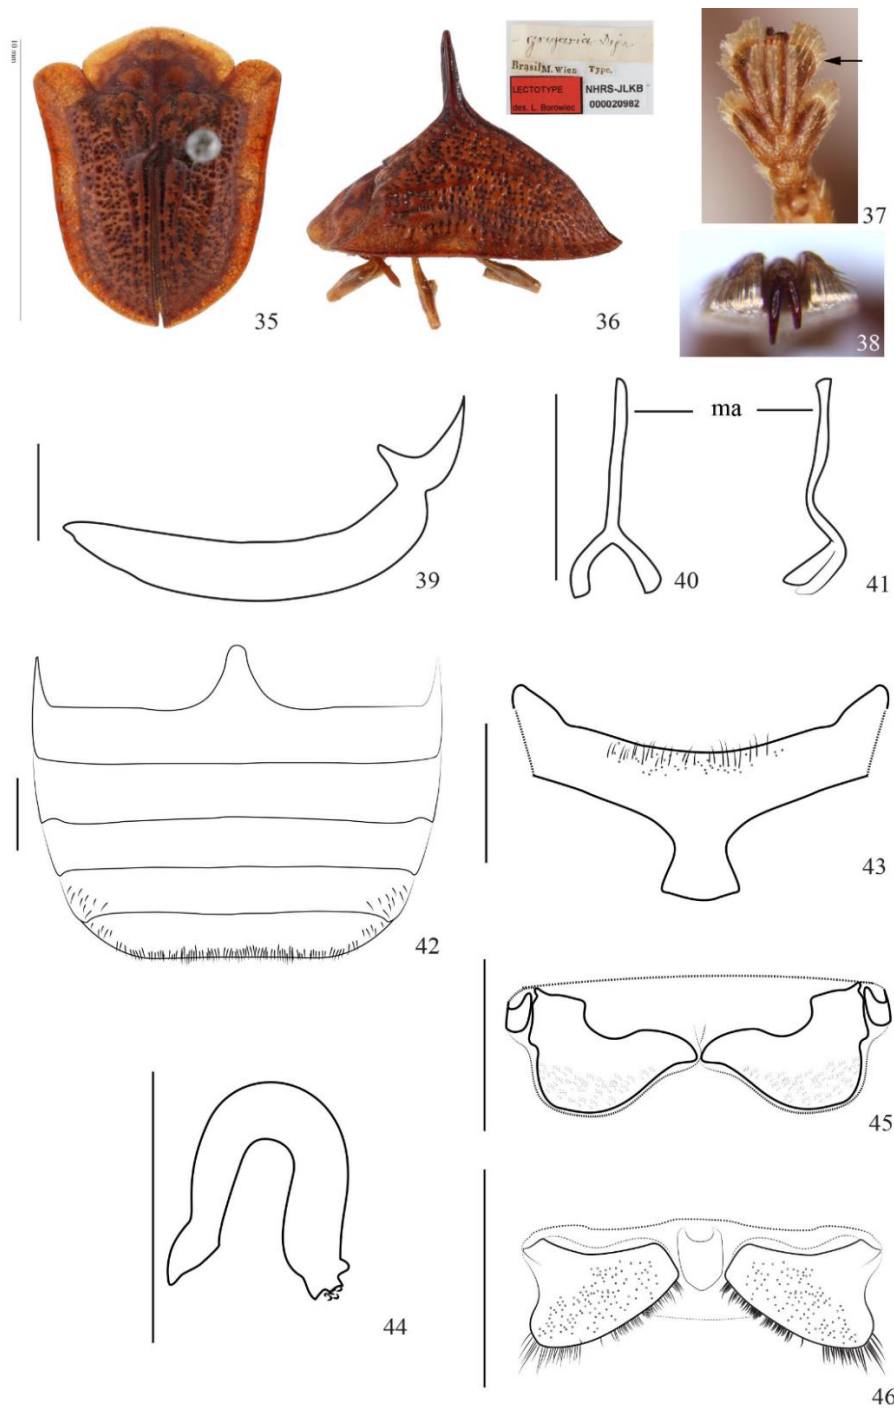 10 mm
gregaria Deje.
Brasil M. Wien Type.
LECTOTYPE
des. L. Borowiec
NHRS-JLKB
000020982
35
36
37
38
39
ma
40
41
42
43
44
45
46